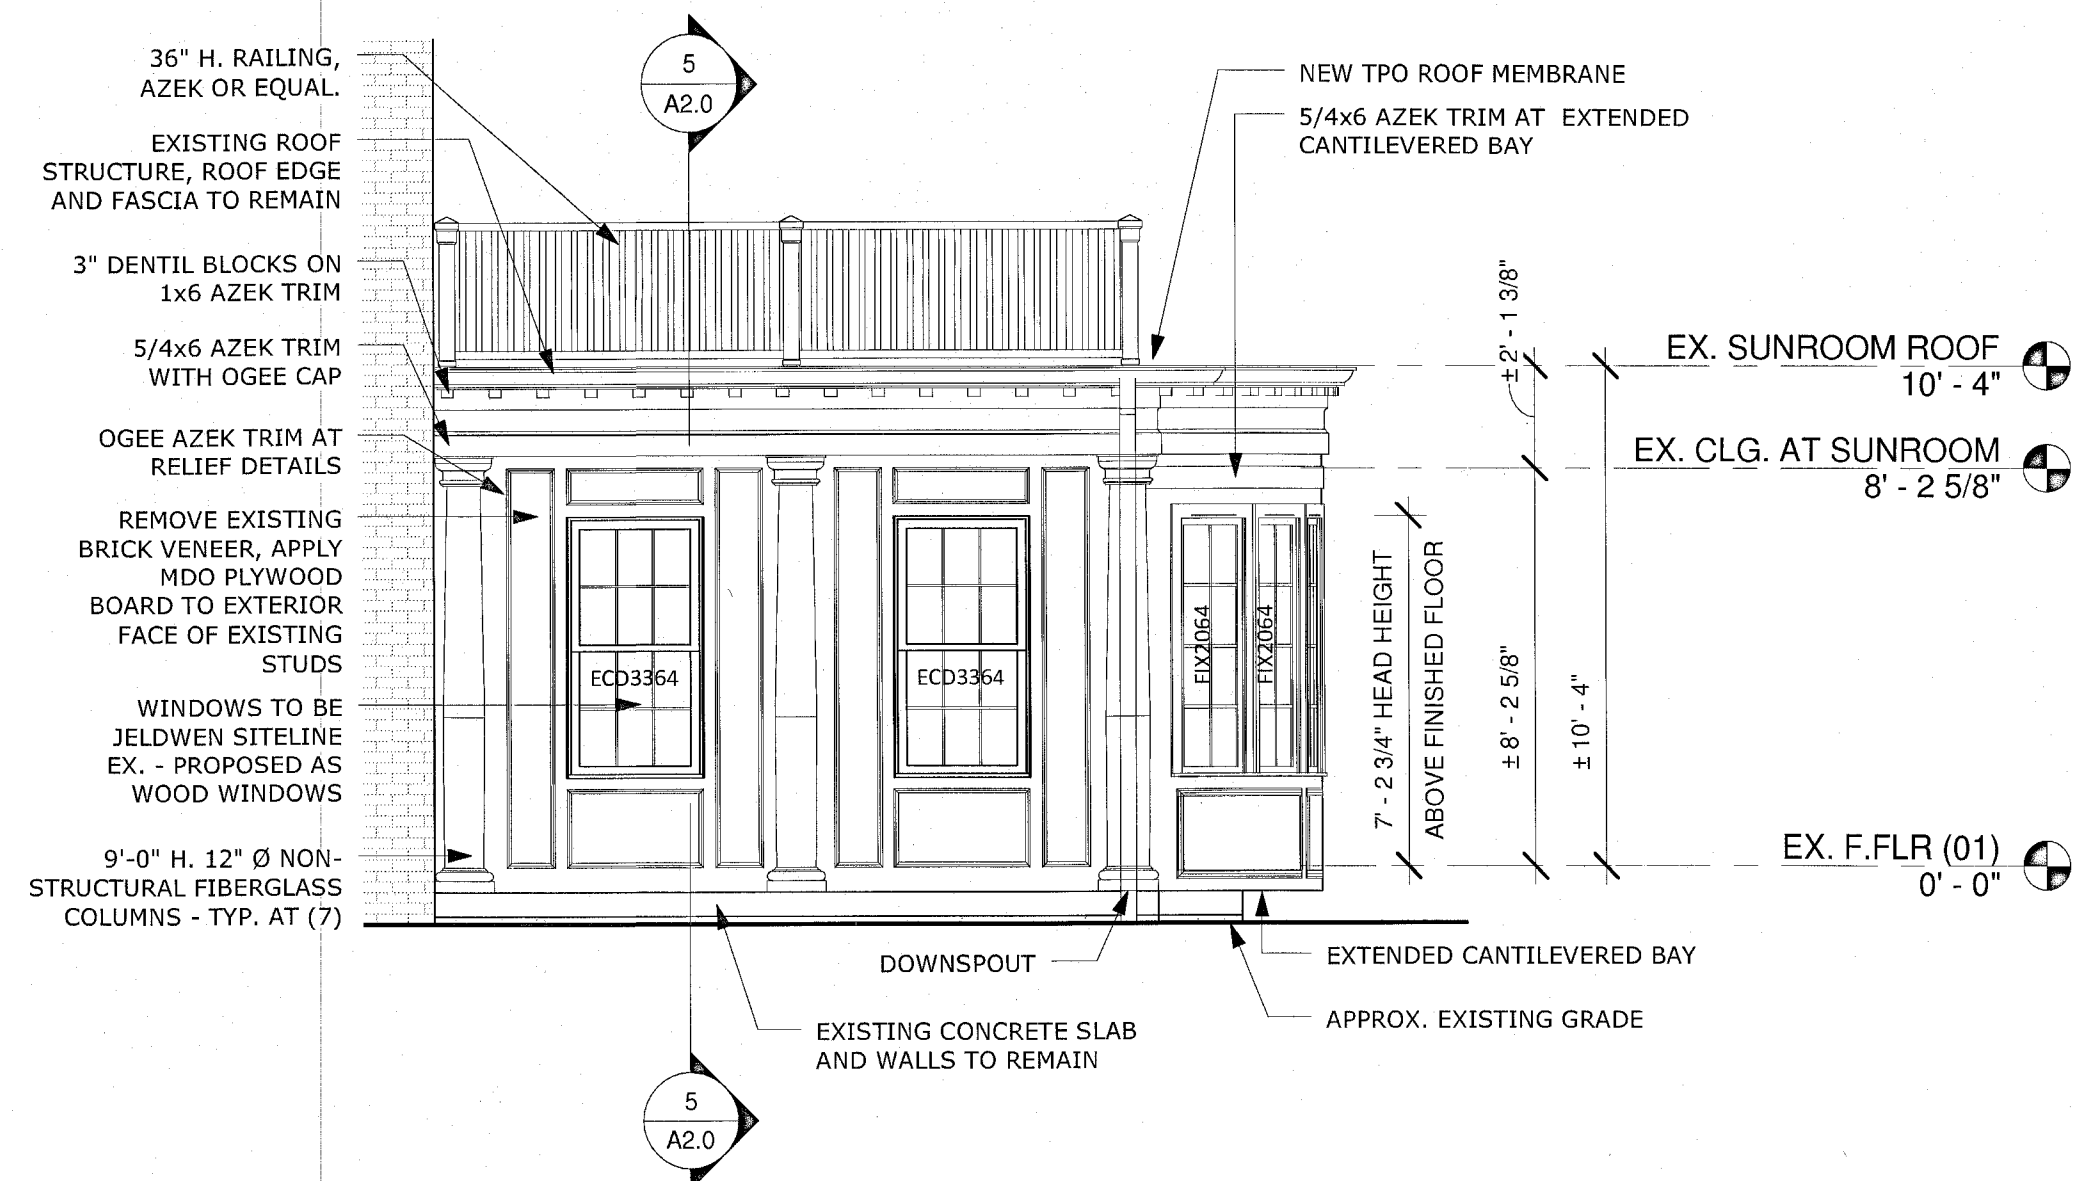 36" H. RAILING,
AZEK OR EQUAL.
EXISTING ROOF
STRUCTURE, ROOF EDGE
AND FASCIA TO REMAIN
3" DENTIL BLOCKS ON
1x6 AZEK TRIM
5/4x6 AZEK TRIM
WITH OGEE CAP
OGEE AZEK TRIM AT
RELIEF DETAILS
REMOVE EXISTING
BRICK VENEER, APPLY
MDO PLYWOOD
BOARD TO EXTERIOR
FACE OF EXISTING
STUDS
WINDOWS TO BE
JELDWEN SITELINE
EX. - PROPOSED AS
WOOD WINDOWS
9'-0" H. 12" Ø NON-
STRUCTURAL FIBERGLASS
COLUMNS - TYP. AT (7)
5
A2.0
NEW TPO ROOF MEMBRANE
5/4x6 AZEK TRIM AT EXTENDED
CANTILEVERED BAY
ECD3364
ECD3364
FIX2064
FIX2064
7' - 2 3/4" HEAD HEIGHT
ABOVE FINISHED FLOOR
±2' - 1 3/8"
±8' - 2 5/8"
±10' - 4"
EX. SUNROOM ROOF
10' - 4"
EX. CLG. AT SUNROOM
8' - 2 5/8"
EX. F.FLR (01)
0' - 0"
DOWNSPOUT
EXTENDED CANTILEVERED BAY
APPROX. EXISTING GRADE
EXISTING CONCRETE SLAB
AND WALLS TO REMAIN
5
A2.0